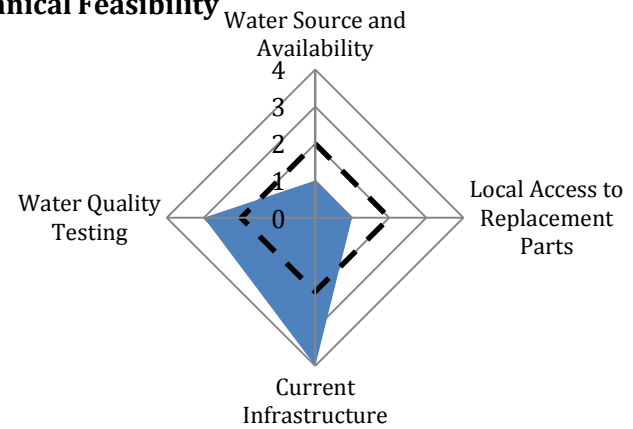 nical Feasibility
Water Source and
Availability
4
3
2
1
0
Local Access to
Replacement
Parts
Water Quality
Testing
Current
Infrastructure